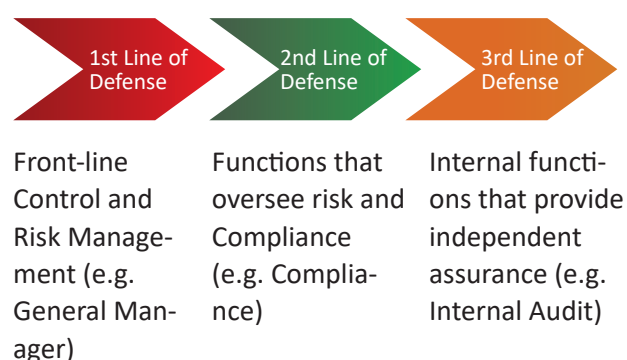 1st Line of
Defense
2nd Line of
Defense
3rd Line of
Defense
Front-line
Control and
Risk Manage-
ment (e.g.
General Man-
ager)
Functions that
oversee risk and
Compliance
(e.g. Complia-
nce)
Internal functi-
ons that provide
independent
assurance (e.g.
Internal Audit)